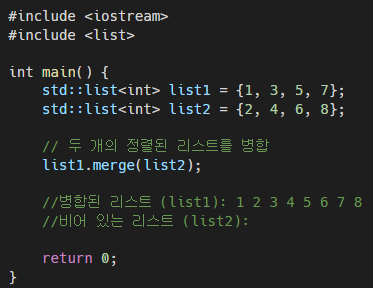 #include <iostream>
#include <list>
int main() {
std::list<int> list1 = {1, 3, 5, 7};
std::list<int> list2 = {2, 4, 6, 8};
// 두 개의 정렬된 리스트를 병합
list1.merge(list2);
//병합된 리스트 (list1): 1 2 3 4 5 6 7 8
//비어 있는 리스트 (list2):
return 0;
}